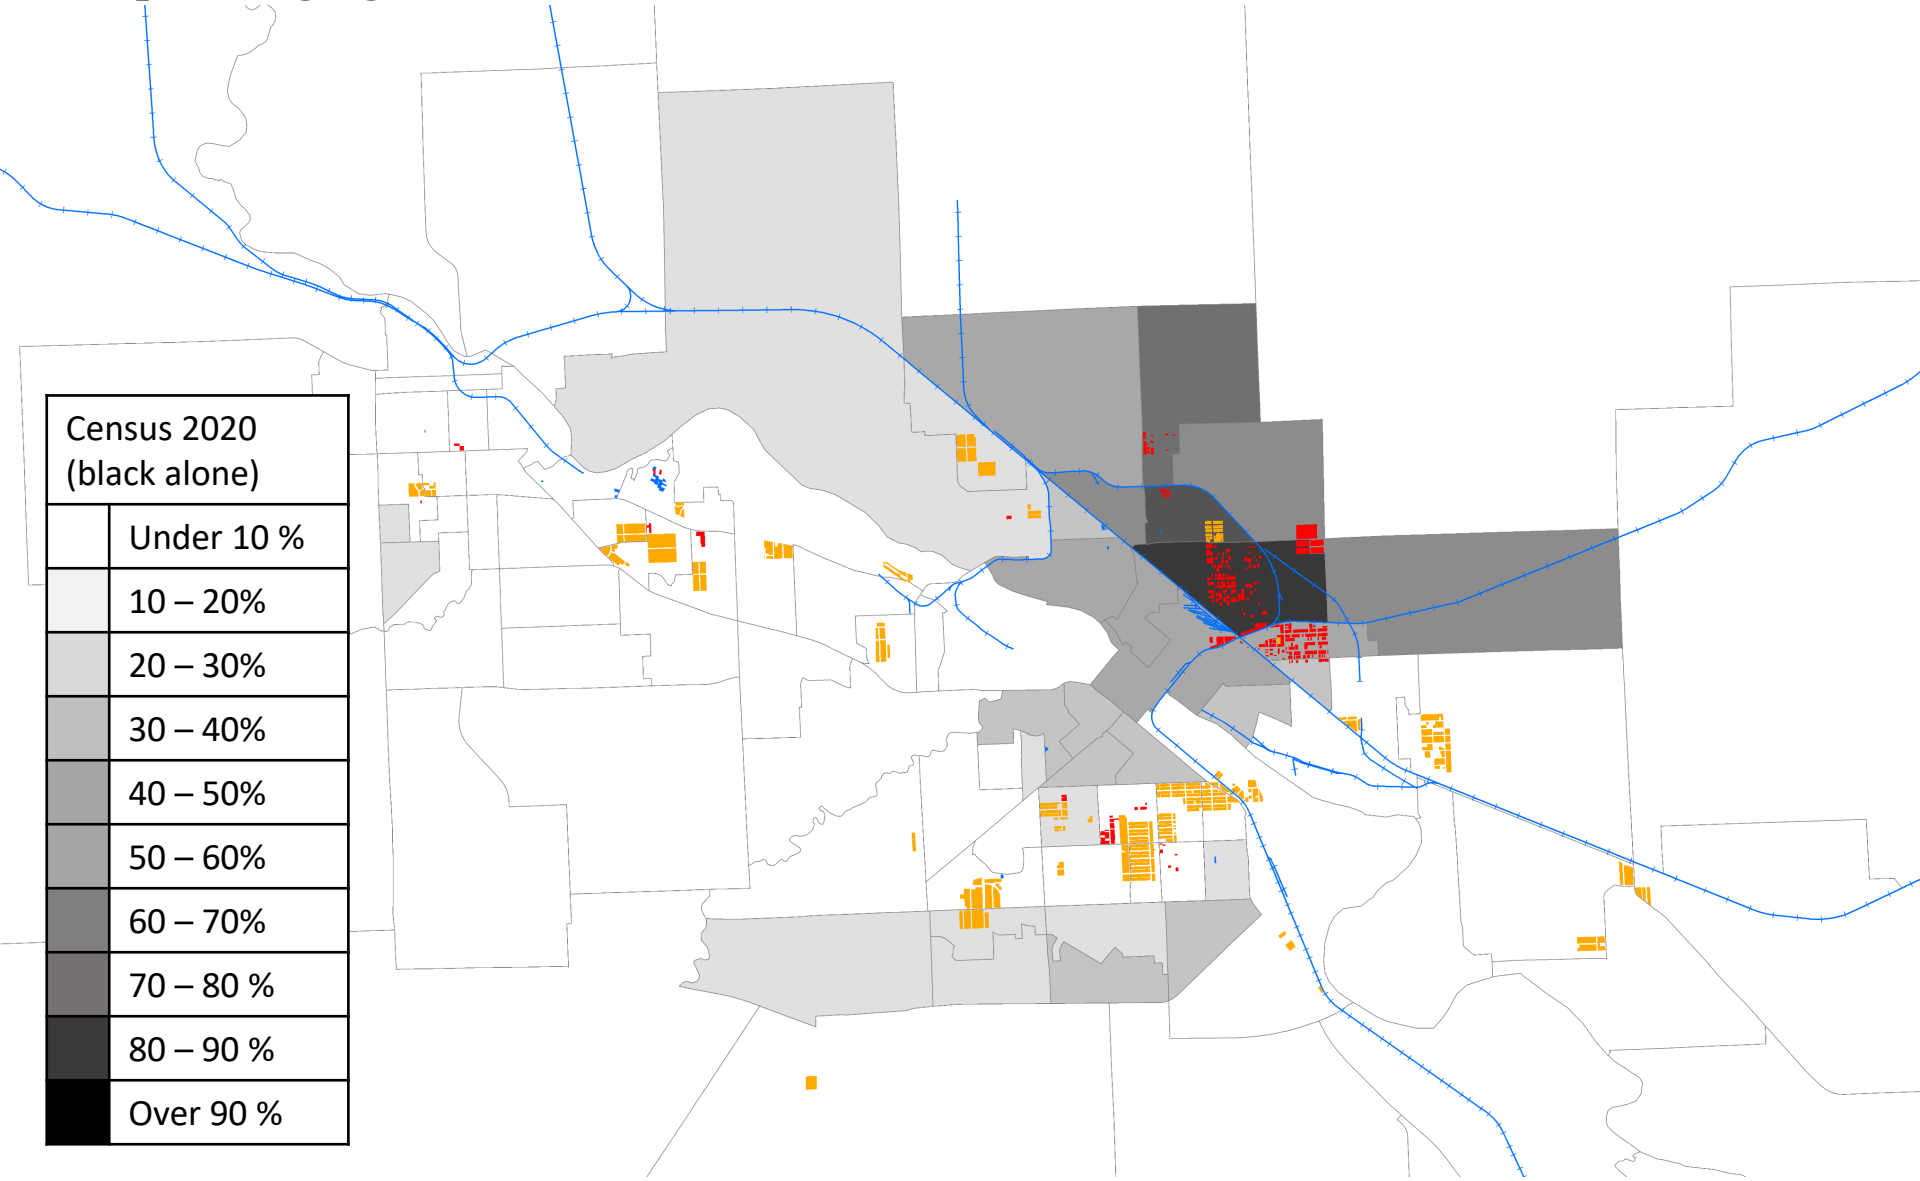 Census 2020
(black alone)
Under 10 %
10 – 20%
20 – 30%
30 – 40%
40 – 50%
50 – 60%
60 – 70%
70 – 80 %
80 – 90 %
Over 90 %